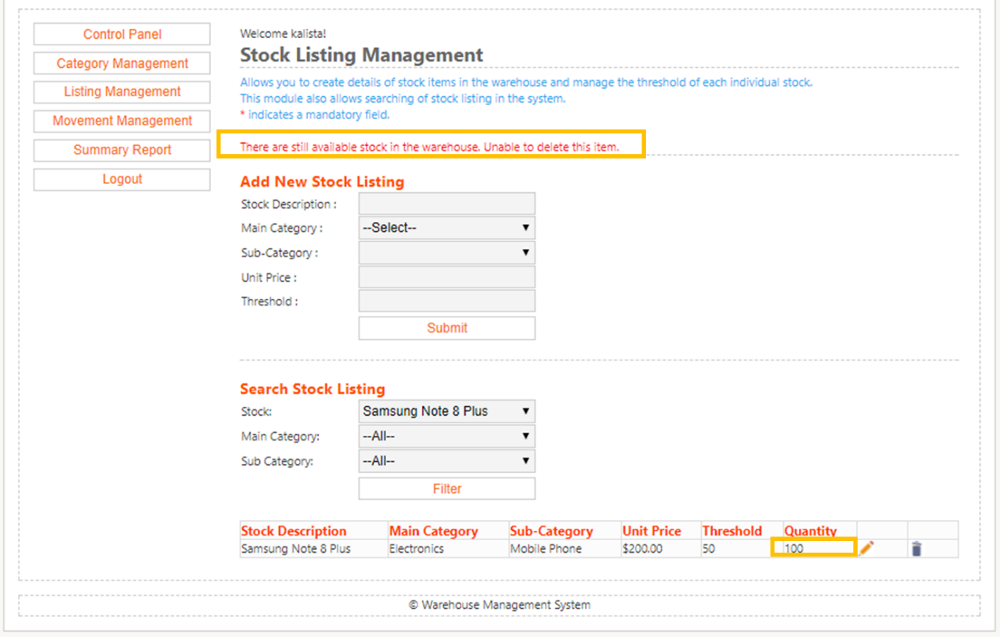 Control Panel
Category Management
Listing Management
Movement Management
Summary Report
Logout
Welcome kalista!
Stock Listing Management
Allows you to create details of stock items in the warehouse and manage the threshold of each individual stock.
This module also allows searching of stock listing in the system.
* indicates a mandatory field.
There are still available stock in the warehouse. Unable to delete this item.
Add New Stock Listing
Stock Description :
Main Category : --Select--
Sub-Category :
Unit Price :
Threshold :
Submit
Search Stock Listing
Stock: Samsung Note 8 Plus
Main Category: --All--
Sub Category: --All--
Filter
Stock Description Main Category Sub-Category Unit Price Threshold Quantity
Samsung Note 8 Plus Electronics Mobile Phone $200.00 50 100
© Warehouse Management System